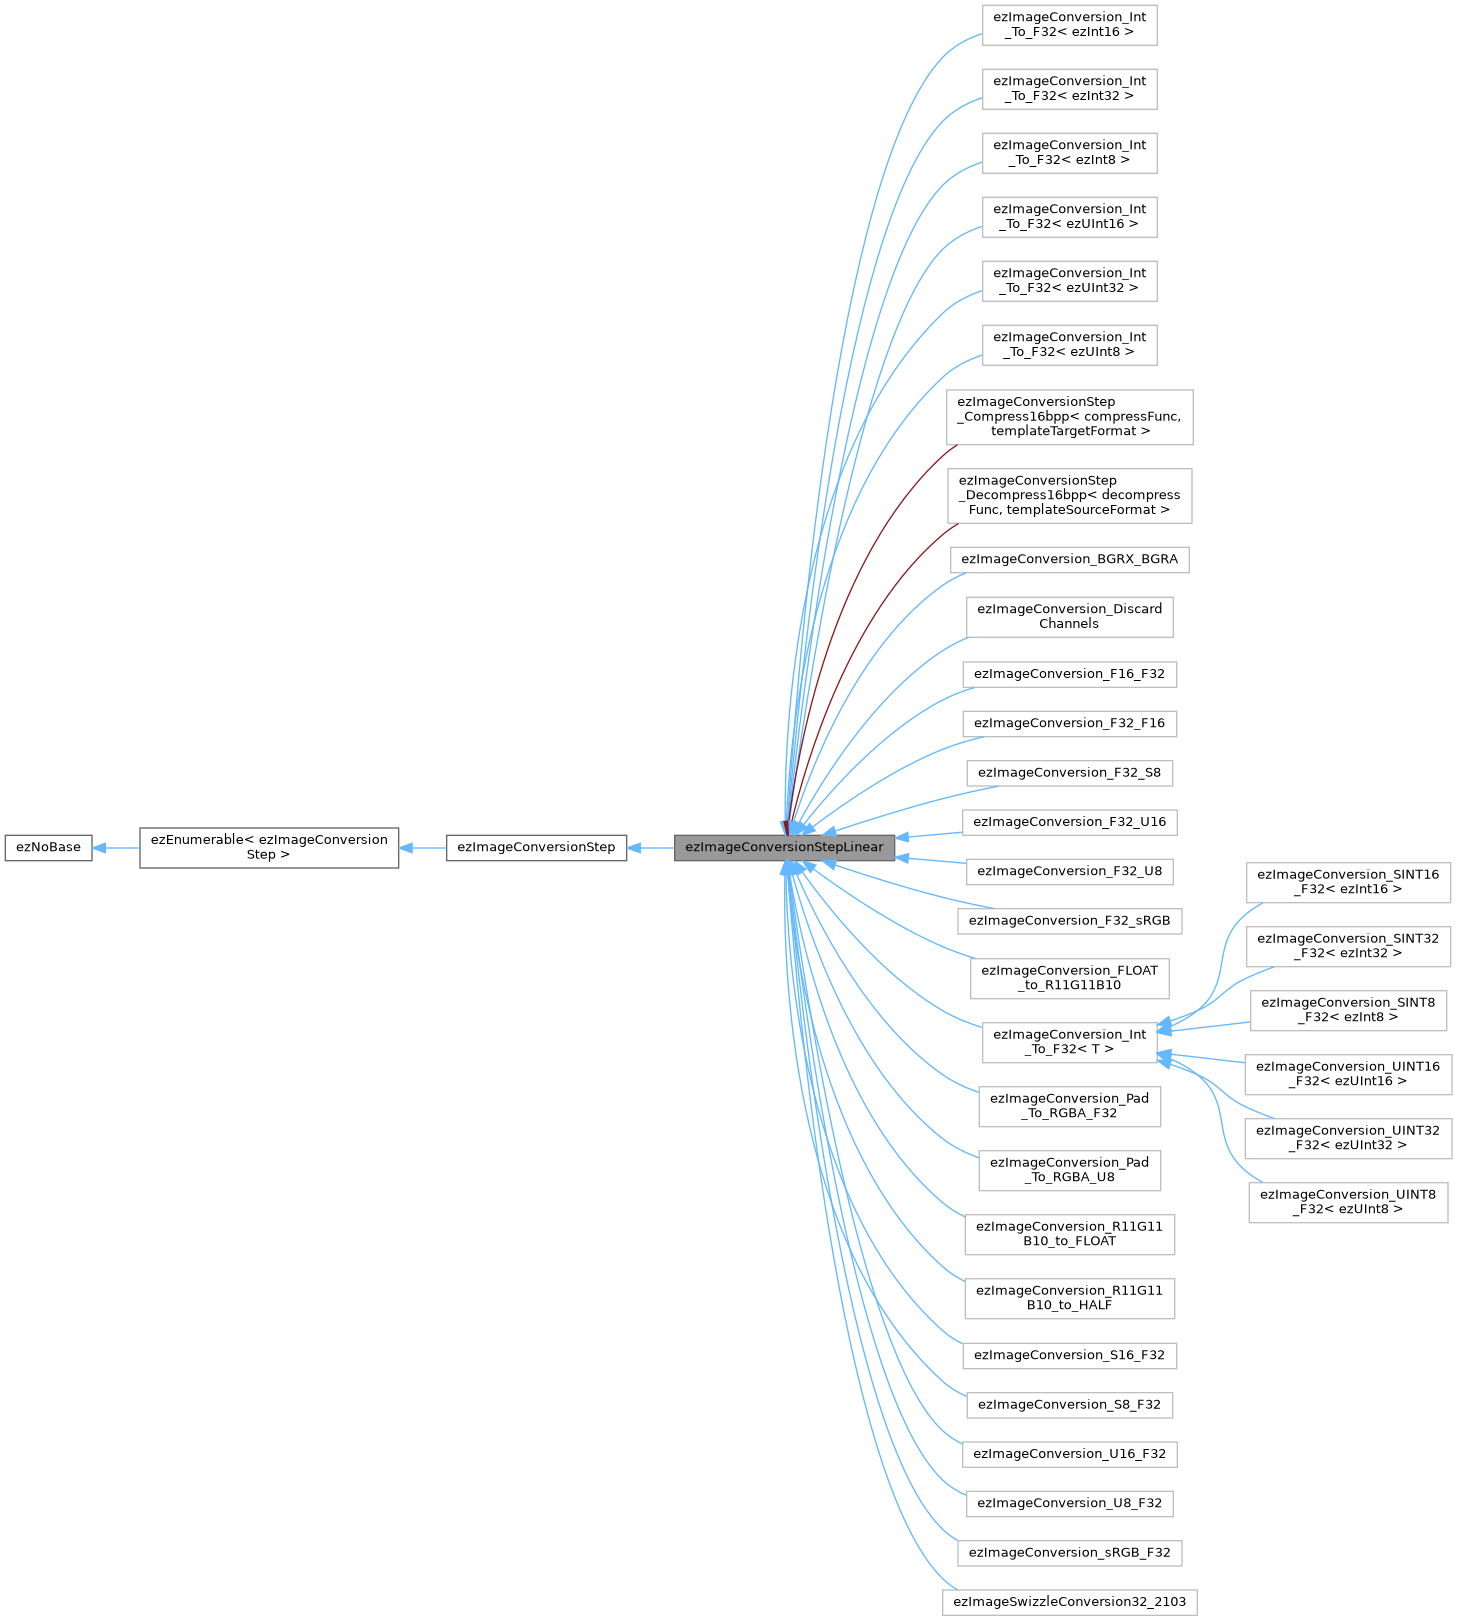 ezNoBase
ezEnumerable< ezImageConversion
Step >
ezImageConversionStep
ezImageConversionStepLinear
ezImageConversion_Int
_To_F32< ezInt16 >
ezImageConversion_Int
_To_F32< ezInt32 >
ezImageConversion_Int
_To_F32< ezInt8 >
ezImageConversion_Int
_To_F32< ezUInt16 >
ezImageConversion_Int
_To_F32< ezUInt32 >
ezImageConversion_Int
_To_F32< ezUInt8 >
ezImageConversionStep
_Compress16bpp< compressFunc,
templateTargetFormat >
ezImageConversionStep
_Decompress16bpp< decompress
Func, templateSourceFormat >
ezImageConversion_BGRX_BGRA
ezImageConversion_Discard
Channels
ezImageConversion_F16_F32
ezImageConversion_F32_F16
ezImageConversion_F32_S8
ezImageConversion_F32_U16
ezImageConversion_F32_U8
ezImageConversion_F32_sRGB
ezImageConversion_FLOAT
_to_R11G11B10
ezImageConversion_Int
_To_F32< T >
ezImageConversion_Pad
_To_RGBA_F32
ezImageConversion_Pad
_To_RGBA_U8
ezImageConversion_R11G11
B10_to_FLOAT
ezImageConversion_R11G11
B10_to_HALF
ezImageConversion_S16_F32
ezImageConversion_S8_F32
ezImageConversion_U16_F32
ezImageConversion_U8_F32
ezImageConversion_sRGB_F32
ezImageSwizzleConversion32_2103
ezImageConversion_SINT16
_F32< ezInt16 >
ezImageConversion_SINT32
_F32< ezInt32 >
ezImageConversion_SINT8
_F32< ezInt8 >
ezImageConversion_UINT16
_F32< ezUInt16 >
ezImageConversion_UINT32
_F32< ezUInt32 >
ezImageConversion_UINT8
_F32< ezUInt8 >